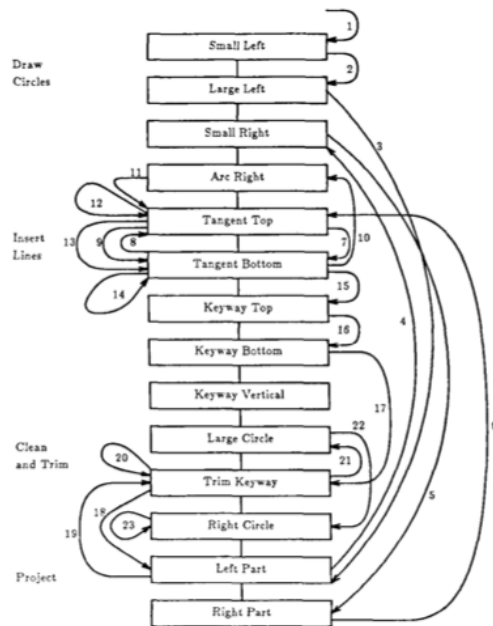 1
Small Left
2
Draw
Circles
Large Left
Small Right
3
Arc Right
11
12
Tangent Top
13
9
8
7
10
Insert
Lines
Tangent Bottom
14
15
Keyway Top
4
16
Keyway Bottom
Keyway Vertical
17
Large Circle
22
Clean
and Trim
20
21
Trim Keyway
5
18
Right Circle
23
19
Left Part
Project
Right Part